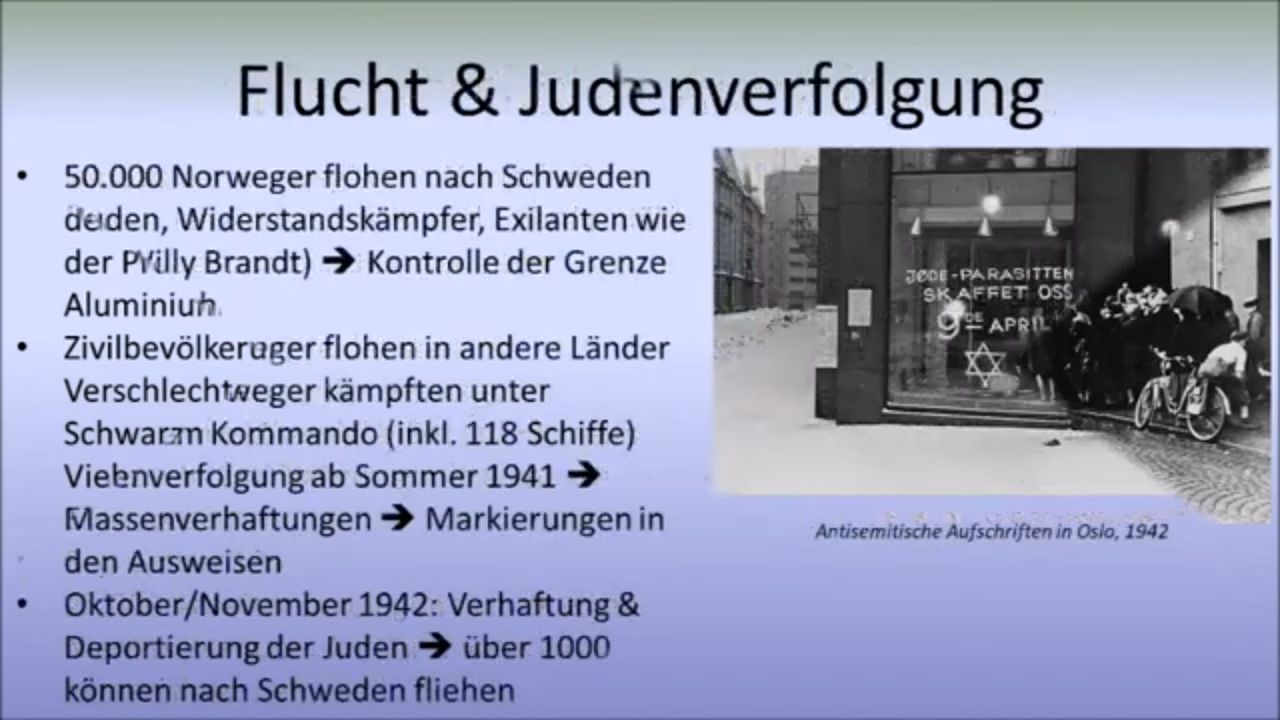 Flucht & Judenverfolgung
• 50.000 Norweger flohen nach Schweden
Widerstandskämpfer, Exilanten wie
der Brandt) ➔ Kontrolle der Grenze
• flohen in andere Länder
kämpften unter
Kommando (inkl. 118 Schiffe)
ab Sommer 1941 ➔
Massenverhaftungen ➔ Markierungen in
den Ausweisen
• Oktober/November 1942: Verhaftung &
Deportierung der Juden ➔ über 1000
können nach Schweden fliehen
JØDE-PARASITTEN
SKAFFET OSS
9DE APRIL
Antisemitische Aufschriften in Oslo, 1942